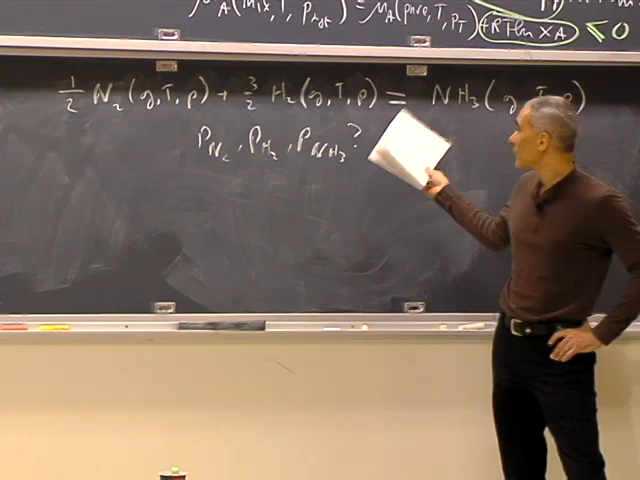 μ_A(mix, T, P_tot) = μ_A(pure, T, P_T) + RT ln X_A ≤ 0
1/2 N₂(g, T, p) + 3/2 H₂(g, T, p) = NH₃(g, T, p)
P_N₂, P_H₂, P_NH₃?